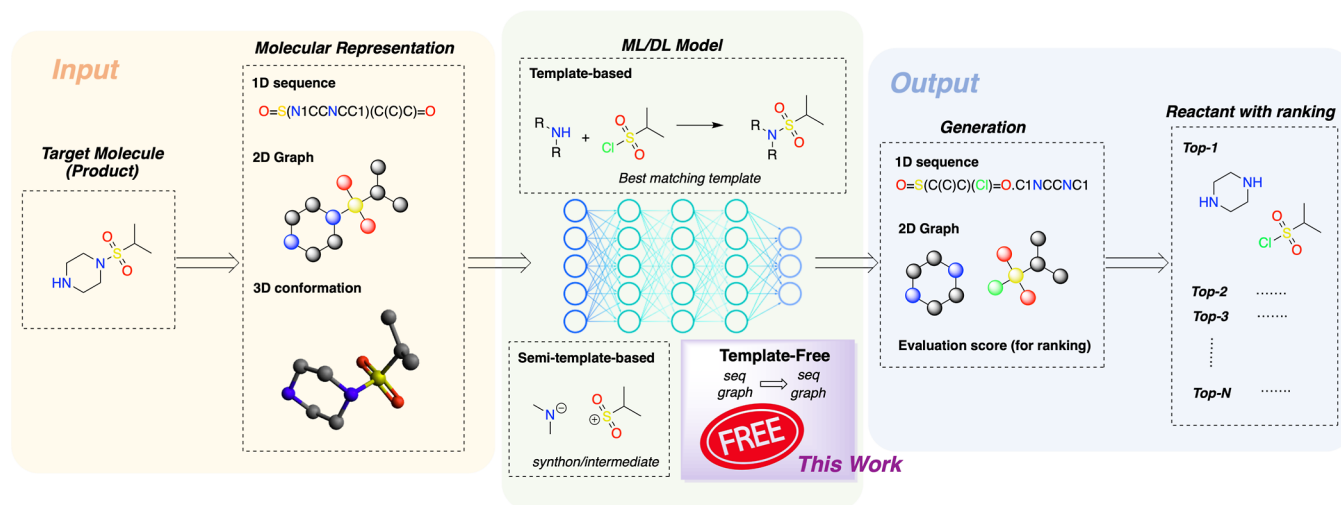 Input
Target Molecule
(Product)
O
S
N
O
HN
Molecular Representation
1D sequence
O=S(N1CCNCC1)(C(C)C)=O
2D Graph
3D conformation
ML/DL Model
Template-based
R
NH
R
+
O
S
Cl
O
R
N
R
O
S
O
Best matching template
Semi-template-based
N
O
S
O
synthon/intermediate
Template-Free
seq seq
graph graph
FREE
This Work
Output
Generation
1D sequence
O=S(C(C)C)(Cl)=O.C1NCCNC1
2D Graph
Evaluation score (for ranking)
Reactant with ranking
Top-1
NH
HN
O
S
Cl
O
Top-2 .......
Top-3 .......
Top-N .......